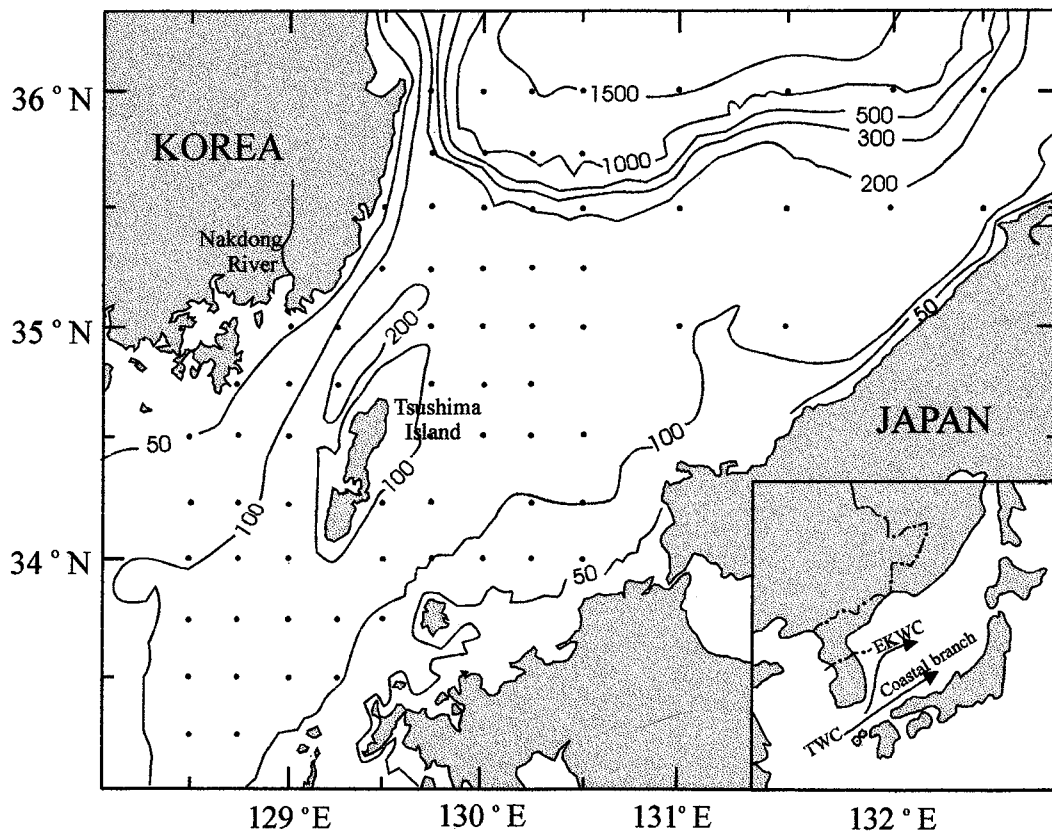 36°N
35°N
34°N
KOREA
Nakdong
River
1500
500
300
1000
200
200
50
Tsushima
Island
JAPAN
50
100
100
100
50
EKWC
Coastal branch
TWC
129°E
130°E
131°E
132°E